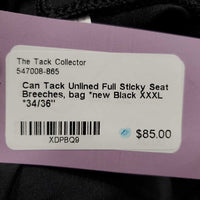 The Tack Collector
547008-865
Can Tack Unlined Full Sticky Seat
Breeches, bag *new Black XXXL
*34/36"
XDPBQ9
$85.00